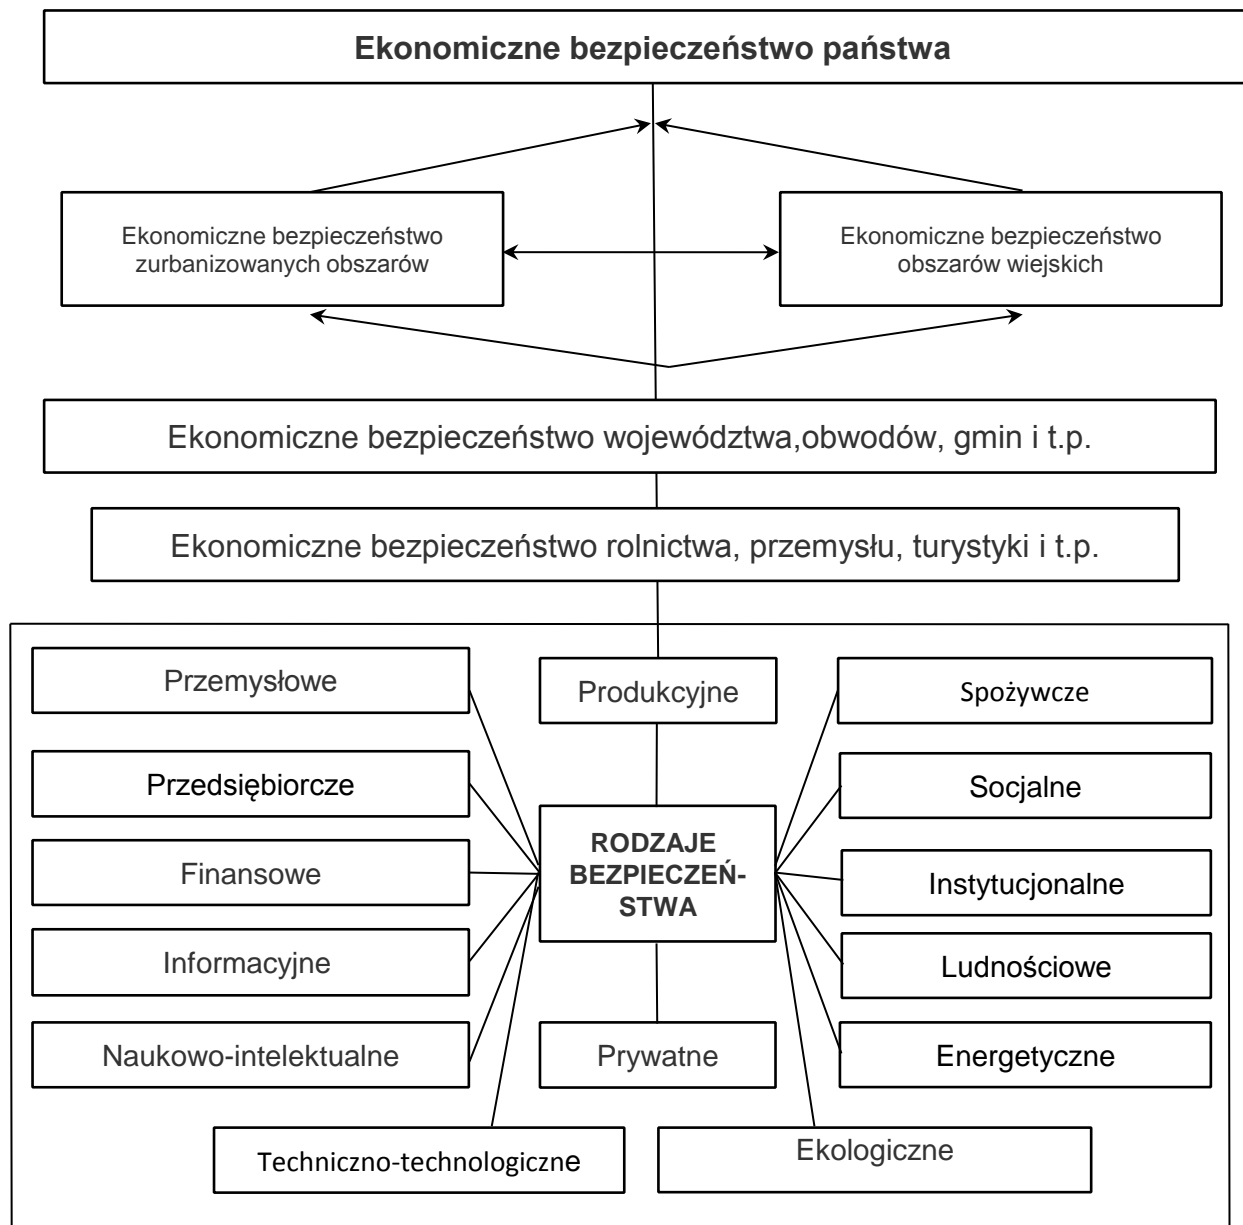 Ekonomiczne bezpieczeństwo państwa
Ekonomiczne bezpieczeństwo
zurbanizowanych obszarów
Ekonomiczne bezpieczeństwo
obszarów wiejskich
Ekonomiczne bezpieczeństwo województwa,obwodów, gmin i t.p.
Ekonomiczne bezpieczeństwo rolnictwa, przemysłu, turystyki i t.p.
Przemysłowe
Produkcyjne
Spożywcze
Przedsiębiorcze
Socjalne
RODZAJE
BEZPIECZEŃ-
STWA
Finansowe
Instytucjonalne
Informacyjne
Ludnościowe
Naukowo-intelektualne
Prywatne
Energetyczne
Techniczno-technologiczne
Ekologiczne